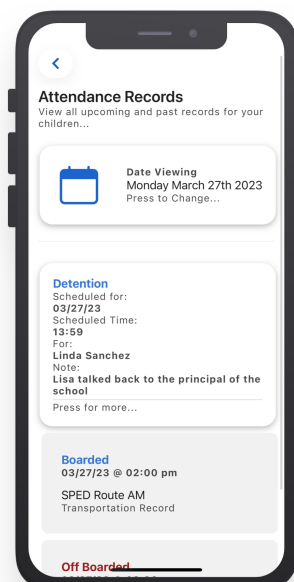 Attendance Records
View all upcoming and past records for your
children...
Date Viewing
Monday March 27th 2023
Press to Change...
Detention
Scheduled for:
03/27/23
Scheduled Time:
13:59
For:
Linda Sanchez
Note:
Lisa talked back to the principal of the
school
Press for more...
Boarded
03/27/23 @ 02:00 pm
SPED Route AM
Transportation Record
Off Boarded